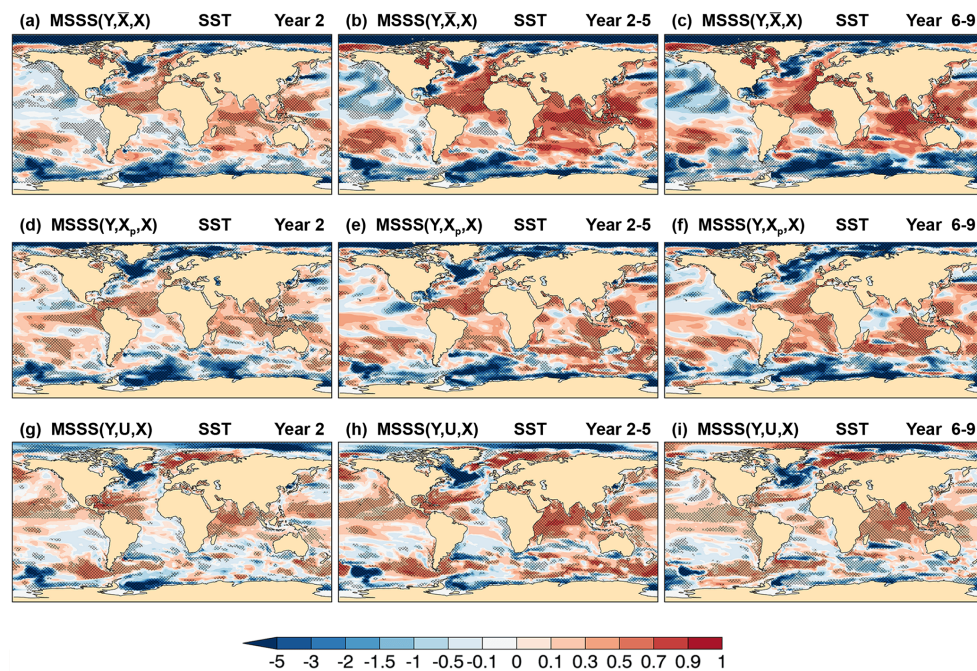 (a) MSSS(Y,X̅,X) SST Year 2
(b) MSSS(Y,X̅,X) SST Year 2-5
(c) MSSS(Y,X̅,X) SST Year 6-9
(d) MSSS(Y,Xₚ,X) SST Year 2
(e) MSSS(Y,Xₚ,X) SST Year 2-5
(f) MSSS(Y,Xₚ,X) SST Year 6-9
(g) MSSS(Y,U,X) SST Year 2
(h) MSSS(Y,U,X) SST Year 2-5
(i) MSSS(Y,U,X) SST Year 6-9
-5 -3 -2 -1.5 -1 -0.5 -0.1 0 0.1 0.3 0.5 0.7 0.9 1